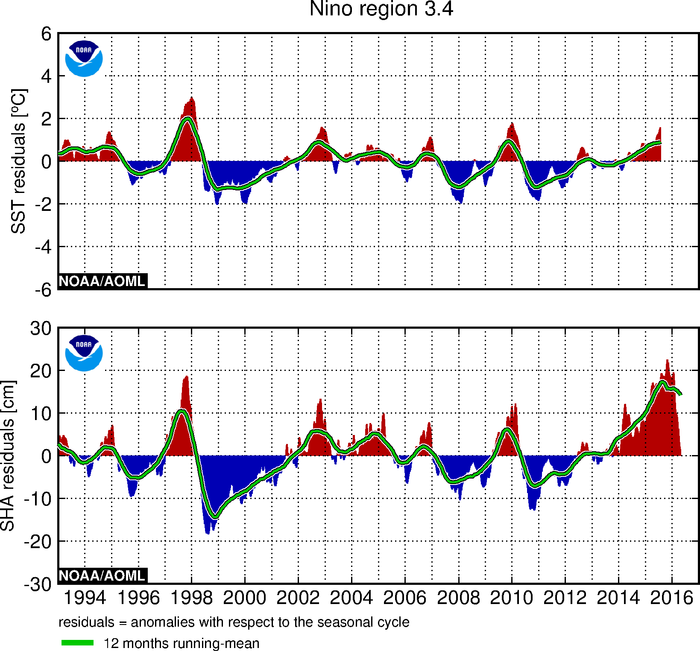 Nino region 3.4
6
4
2
0
-2
-4
-6
SST residuals [ºC]
NOAA
NOAA/AOML
30
20
10
0
-10
-20
-30
SHA residuals [cm]
NOAA
NOAA/AOML
1994 1996 1998 2000 2002 2004 2006 2008 2010 2012 2014 2016
residuals = anomalies with respect to the seasonal cycle
12 months running-mean